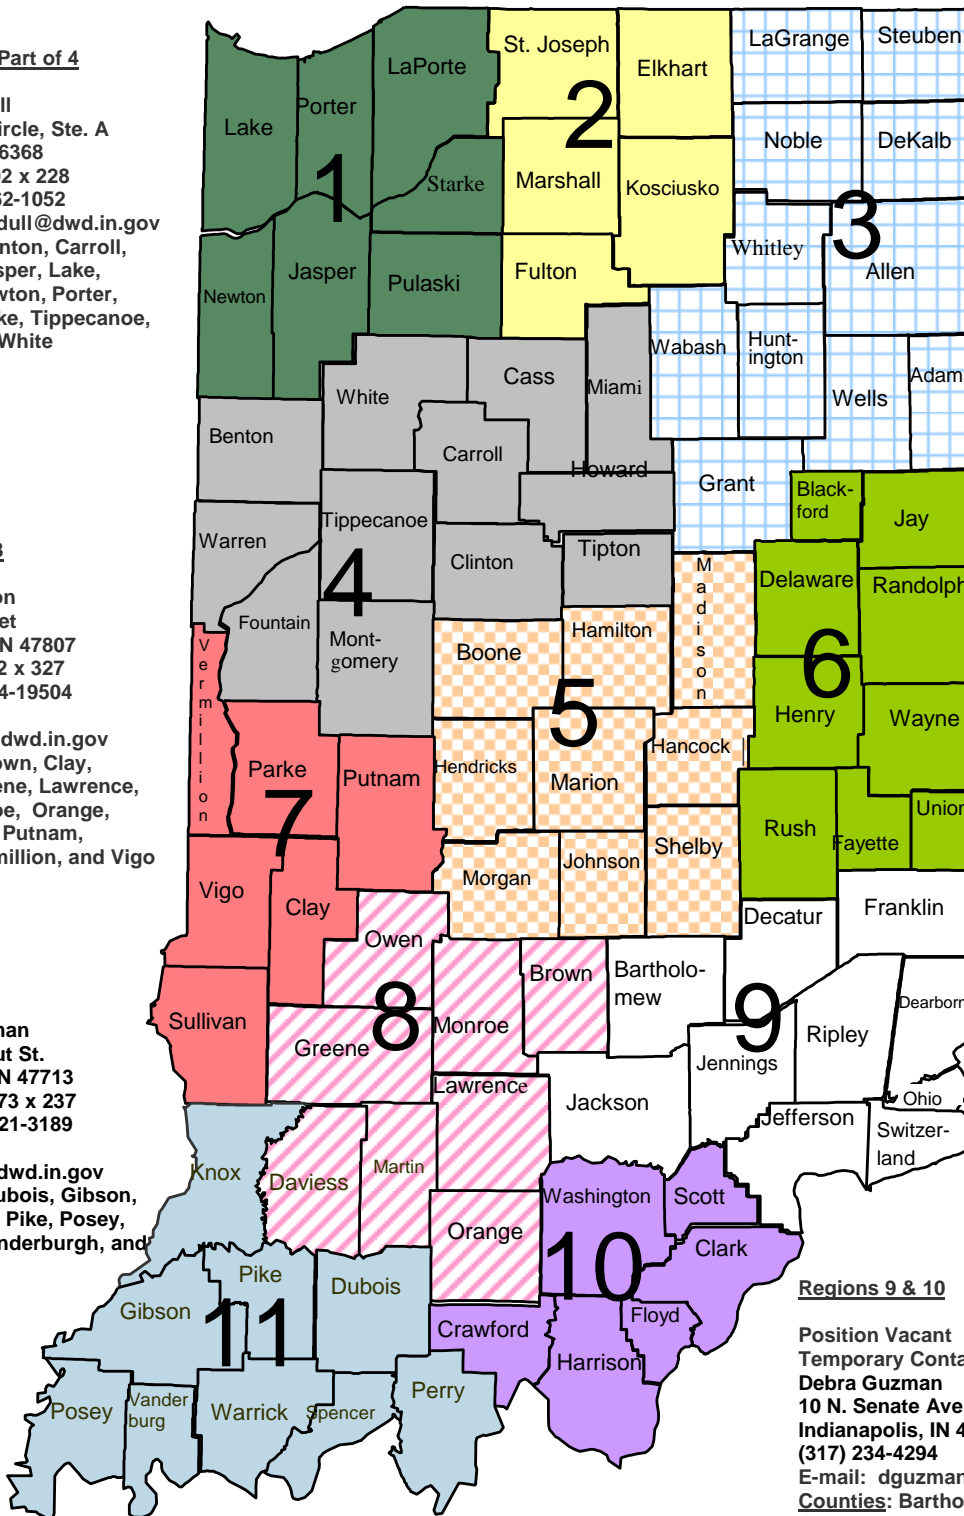 Part of 4
ll
ircle, Ste. A
6368
02 x 228
62-1052
dull@dwd.in.gov
nton, Carroll,
sper, Lake,
wton, Porter,
ke, Tippecanoe,
White
3
on
et
N 47807
2 x 327
4-19504
dwd.in.gov
own, Clay,
ene, Lawrence,
oe, Orange,
Putnam,
million, and Vigo
nan
ut St.
N 47713
73 x 237
21-3189
dwd.in.gov
ubois, Gibson,
Pike, Posey,
nderburgh, and
Lake
Porter
LaPorte
Starke
1
Newton
Jasper
Pulaski
St. Joseph
Elkhart
2
Marshall
Kosciusko
Fulton
LaGrange
Steuben
Noble
DeKalb
3
Whitley
Allen
Wabash
Hunt-
ington
Wells
Adam
Grant
White
Cass
Miami
Benton
Carroll
Howard
Warren
Tippecanoe
4
Clinton
Tipton
Fountain
Mont-
gomery
Black-
ford
Jay
Delaware
Randolph
6
Henry
Wayne
Rush
Fayette
Union
Madison
Boone
Hamilton
5
Hendricks
Marion
Hancock
Morgan
Johnson
Shelby
Vermillion
Parke
Putnam
7
Vigo
Clay
Sullivan
Owen
8
Monroe
Brown
Greene
Lawrence
Daviess
Martin
Orange
Decatur
Franklin
Bartholo-
mew
9
Dearborn
Ripley
Jennings
Jackson
Ohio
Jefferson
Switzer-
land
Washington
Scott
10
Clark
Floyd
Crawford
Harrison
Knox
Gibson
Pike
Dubois
11
Posey
Vander
burg
Warrick
Spencer
Perry
Regions 9 & 10
Position Vacant
Temporary Conta
Debra Guzman
10 N. Senate Ave
Indianapolis, IN 4
(317) 234-4294
E-mail: dguzman
Counties: Bartho